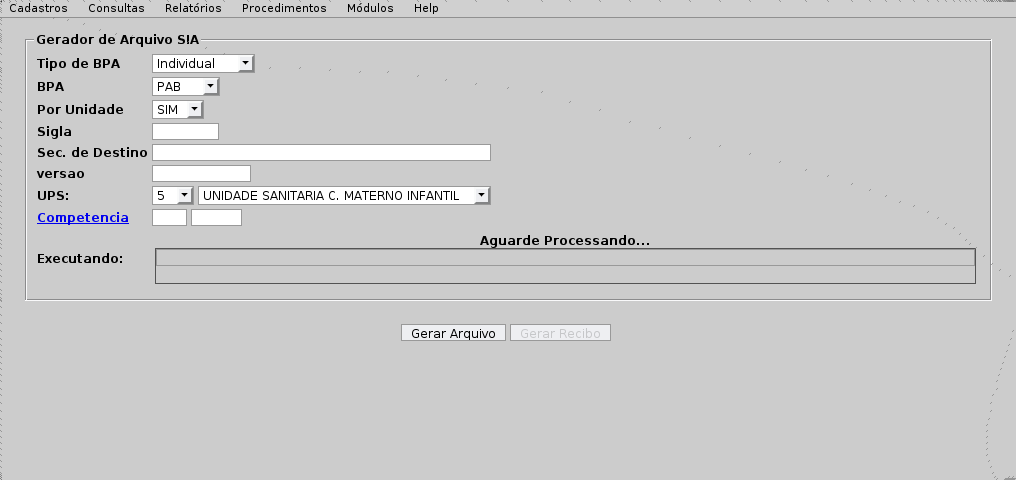 Cadastros Consultas Relatórios Procedimentos Módulos Help
Gerador de Arquivo SIA
Tipo de BPA Individual
BPA PAB
Por Unidade SIM
Sigla
Sec. de Destino
versao
UPS: 5 UNIDADE SANITARIA C. MATERNO INFANTIL
Competencia
Aguarde Processando...
Executando:
Gerar Arquivo Gerar Recibo